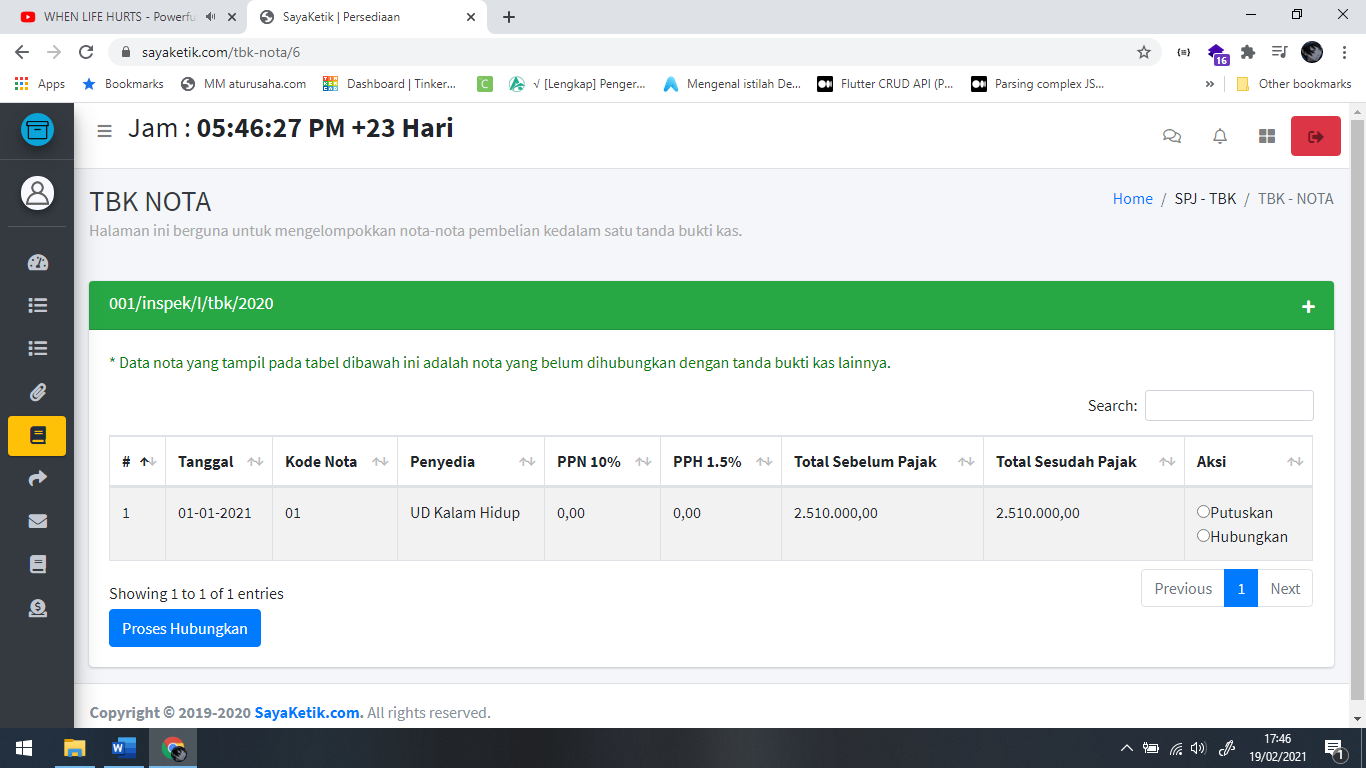 WHEN LIFE HURTS - Powerfu
SayaKetik | Persediaan
sayaketik.com/tbk-nota/6
16
Apps
Bookmarks
MM aturusaha.com
Dashboard | Tinker...
C
√ [Lengkap] Penger...
Mengenal istilah De...
Flutter CRUD API (P...
Parsing complex JS...
»
Other bookmarks
Jam : 05:46:27 PM +23 Hari
TBK NOTA
Home / SPJ - TBK / TBK - NOTA
Halaman ini berguna untuk mengelompokkan nota-nota pembelian kedalam satu tanda bukti kas.
001/inspek/I/tbk/2020
* Data nota yang tampil pada tabel dibawah ini adalah nota yang belum dihubungkan dengan tanda bukti kas lainnya.
Search:
# Tanggal Kode Nota Penyedia PPN 10% PPH 1.5% Total Sebelum Pajak Total Sesudah Pajak Aksi
1 01-01-2021 01 UD Kalam Hidup 0,00 0,00 2.510.000,00 2.510.000,00 Putuskan
Hubungkan
Showing 1 to 1 of 1 entries
Previous 1 Next
Proses Hubungkan
Copyright © 2019-2020 SayaKetik.com. All rights reserved.
17:46
19/02/2021
1